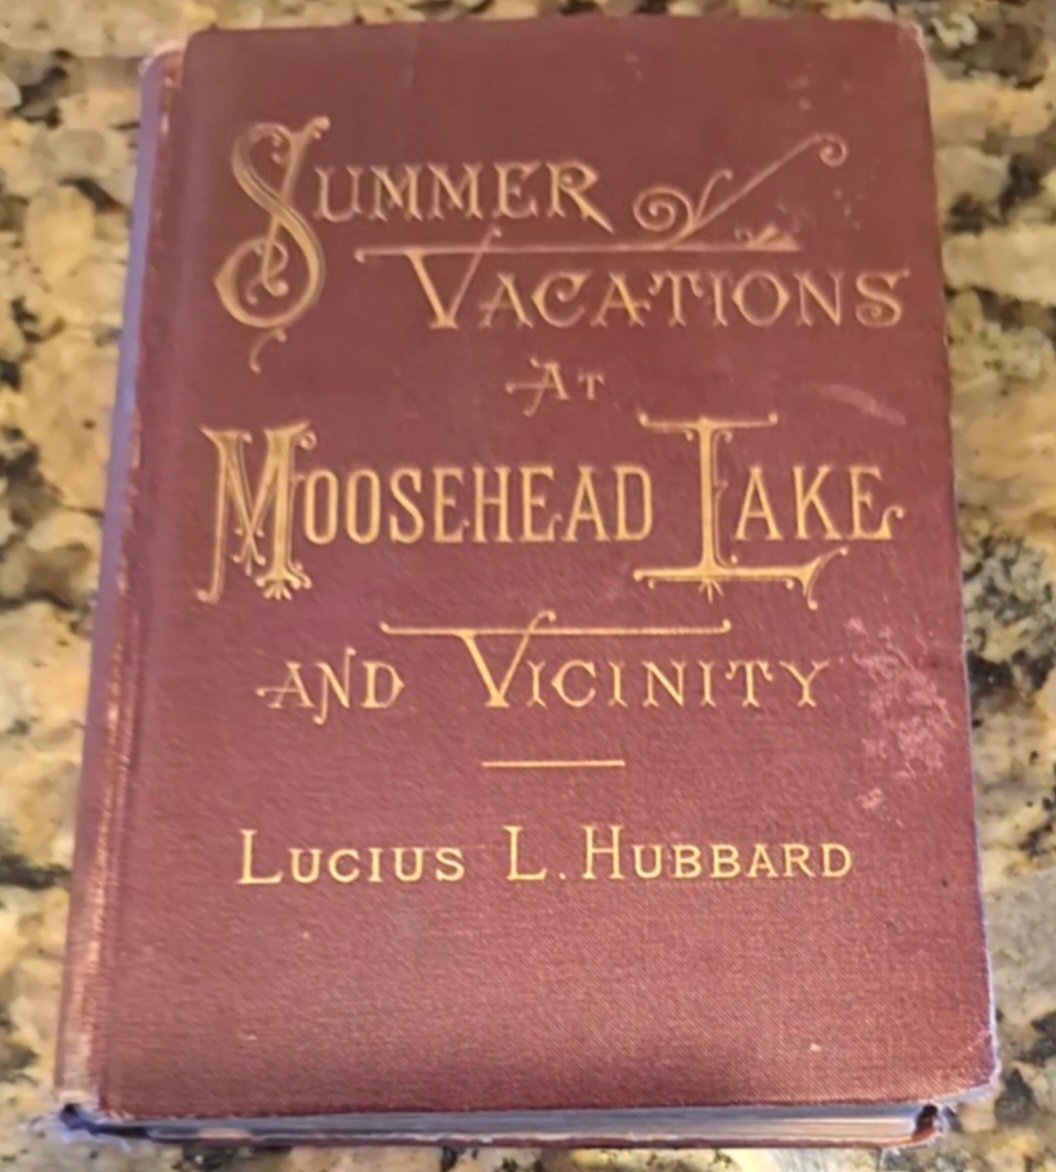 Summer
Vacations
At
Moosehead Lake
and Vicinity
Lucius L. Hubbard